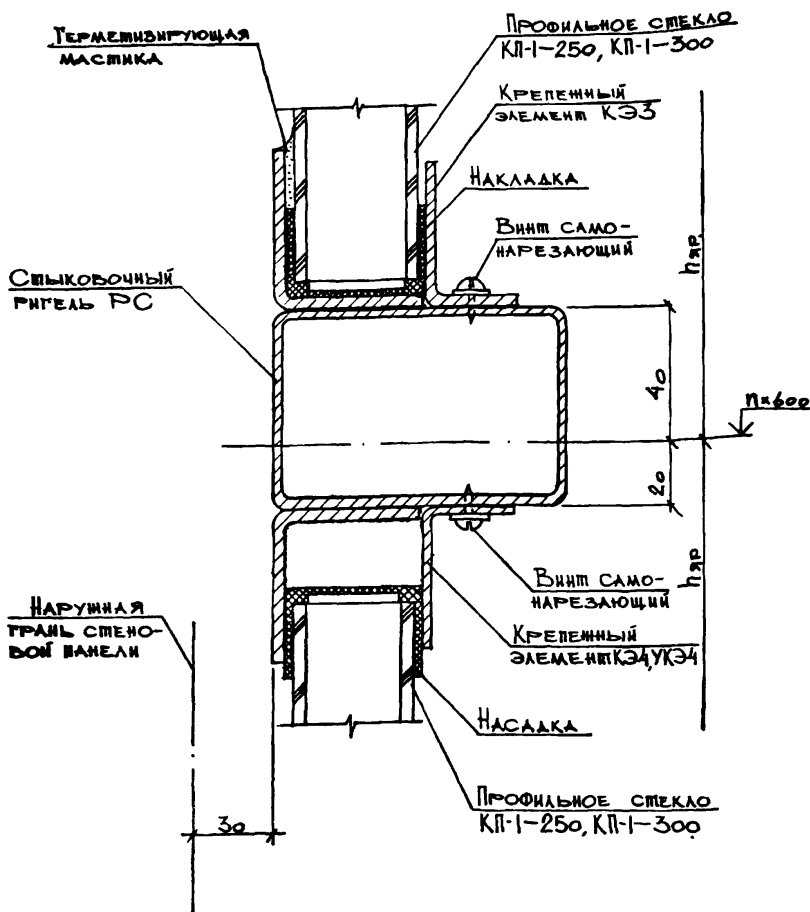 Герметизирующая
мастика
Профильное стекло
КП-1-250, КП-1-300
Крепежный
элемент КЭ3
Накладка
Винт само-
нарезающий
hяр.
Стыковочный
ригель РС
40
n×600
20
hяр.
Винт само-
нарезающий
Наружная
грань стено-
вой панели
Крепежный
элемент КЭ4, УКЭ4
Насадка
30
Профильное стекло
КП-1-250, КП-1-300